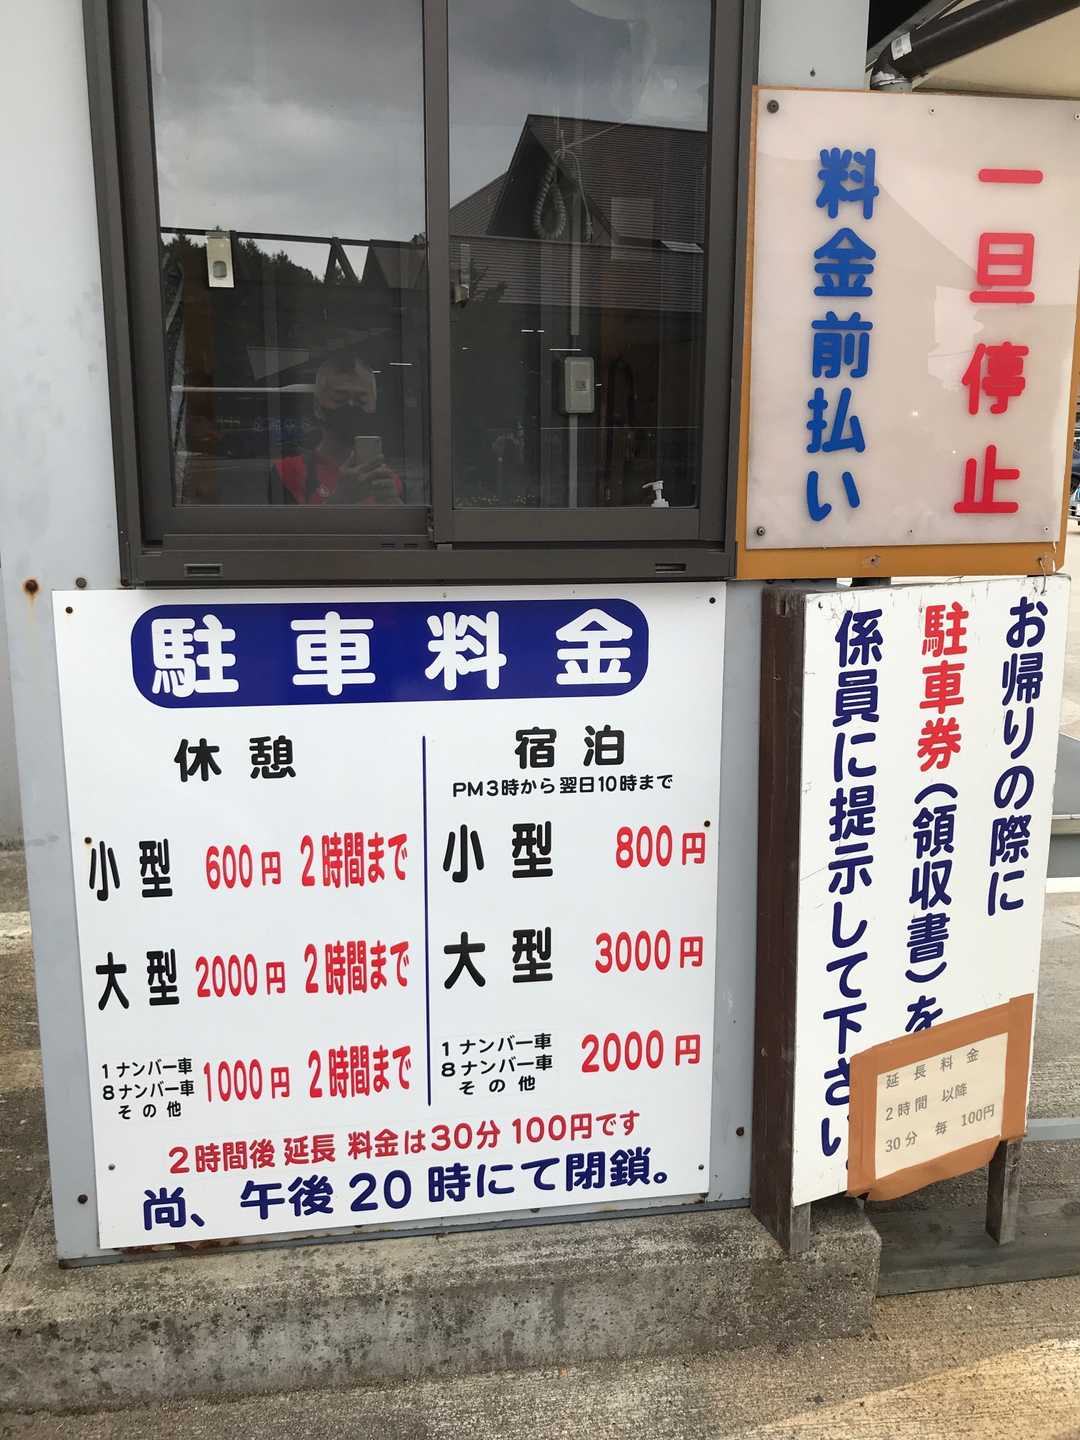 一旦停止
料金前払い
駐車料金
休憩
小型 600円 2時間まで
大型 2000円 2時間まで
1ナンバー車
8ナンバー車
その他
1000円 2時間まで
宿泊
PM3時から翌日10時まで
小型 800円
大型 3000円
1ナンバー車
8ナンバー車
その他
2000円
2時間後 延長 料金は30分 100円です
尚、午後20時にて閉鎖。
お帰りの際に
駐車券(領収書)を
係員に提示して下さい。
延長料金
2時間 以降
30分 毎 100円